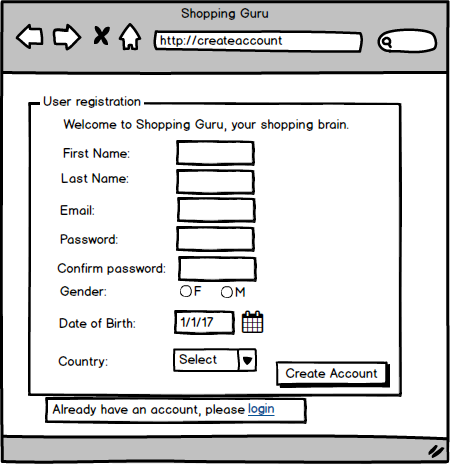 Shopping Guru
http://createaccount
User registration
Welcome to Shopping Guru, your shopping brain.
First Name:
Last Name:
Email:
Password:
Confirm password:
Gender: F M
Date of Birth: 1/1/17
Country: Select
Create Account
Already have an account, please login